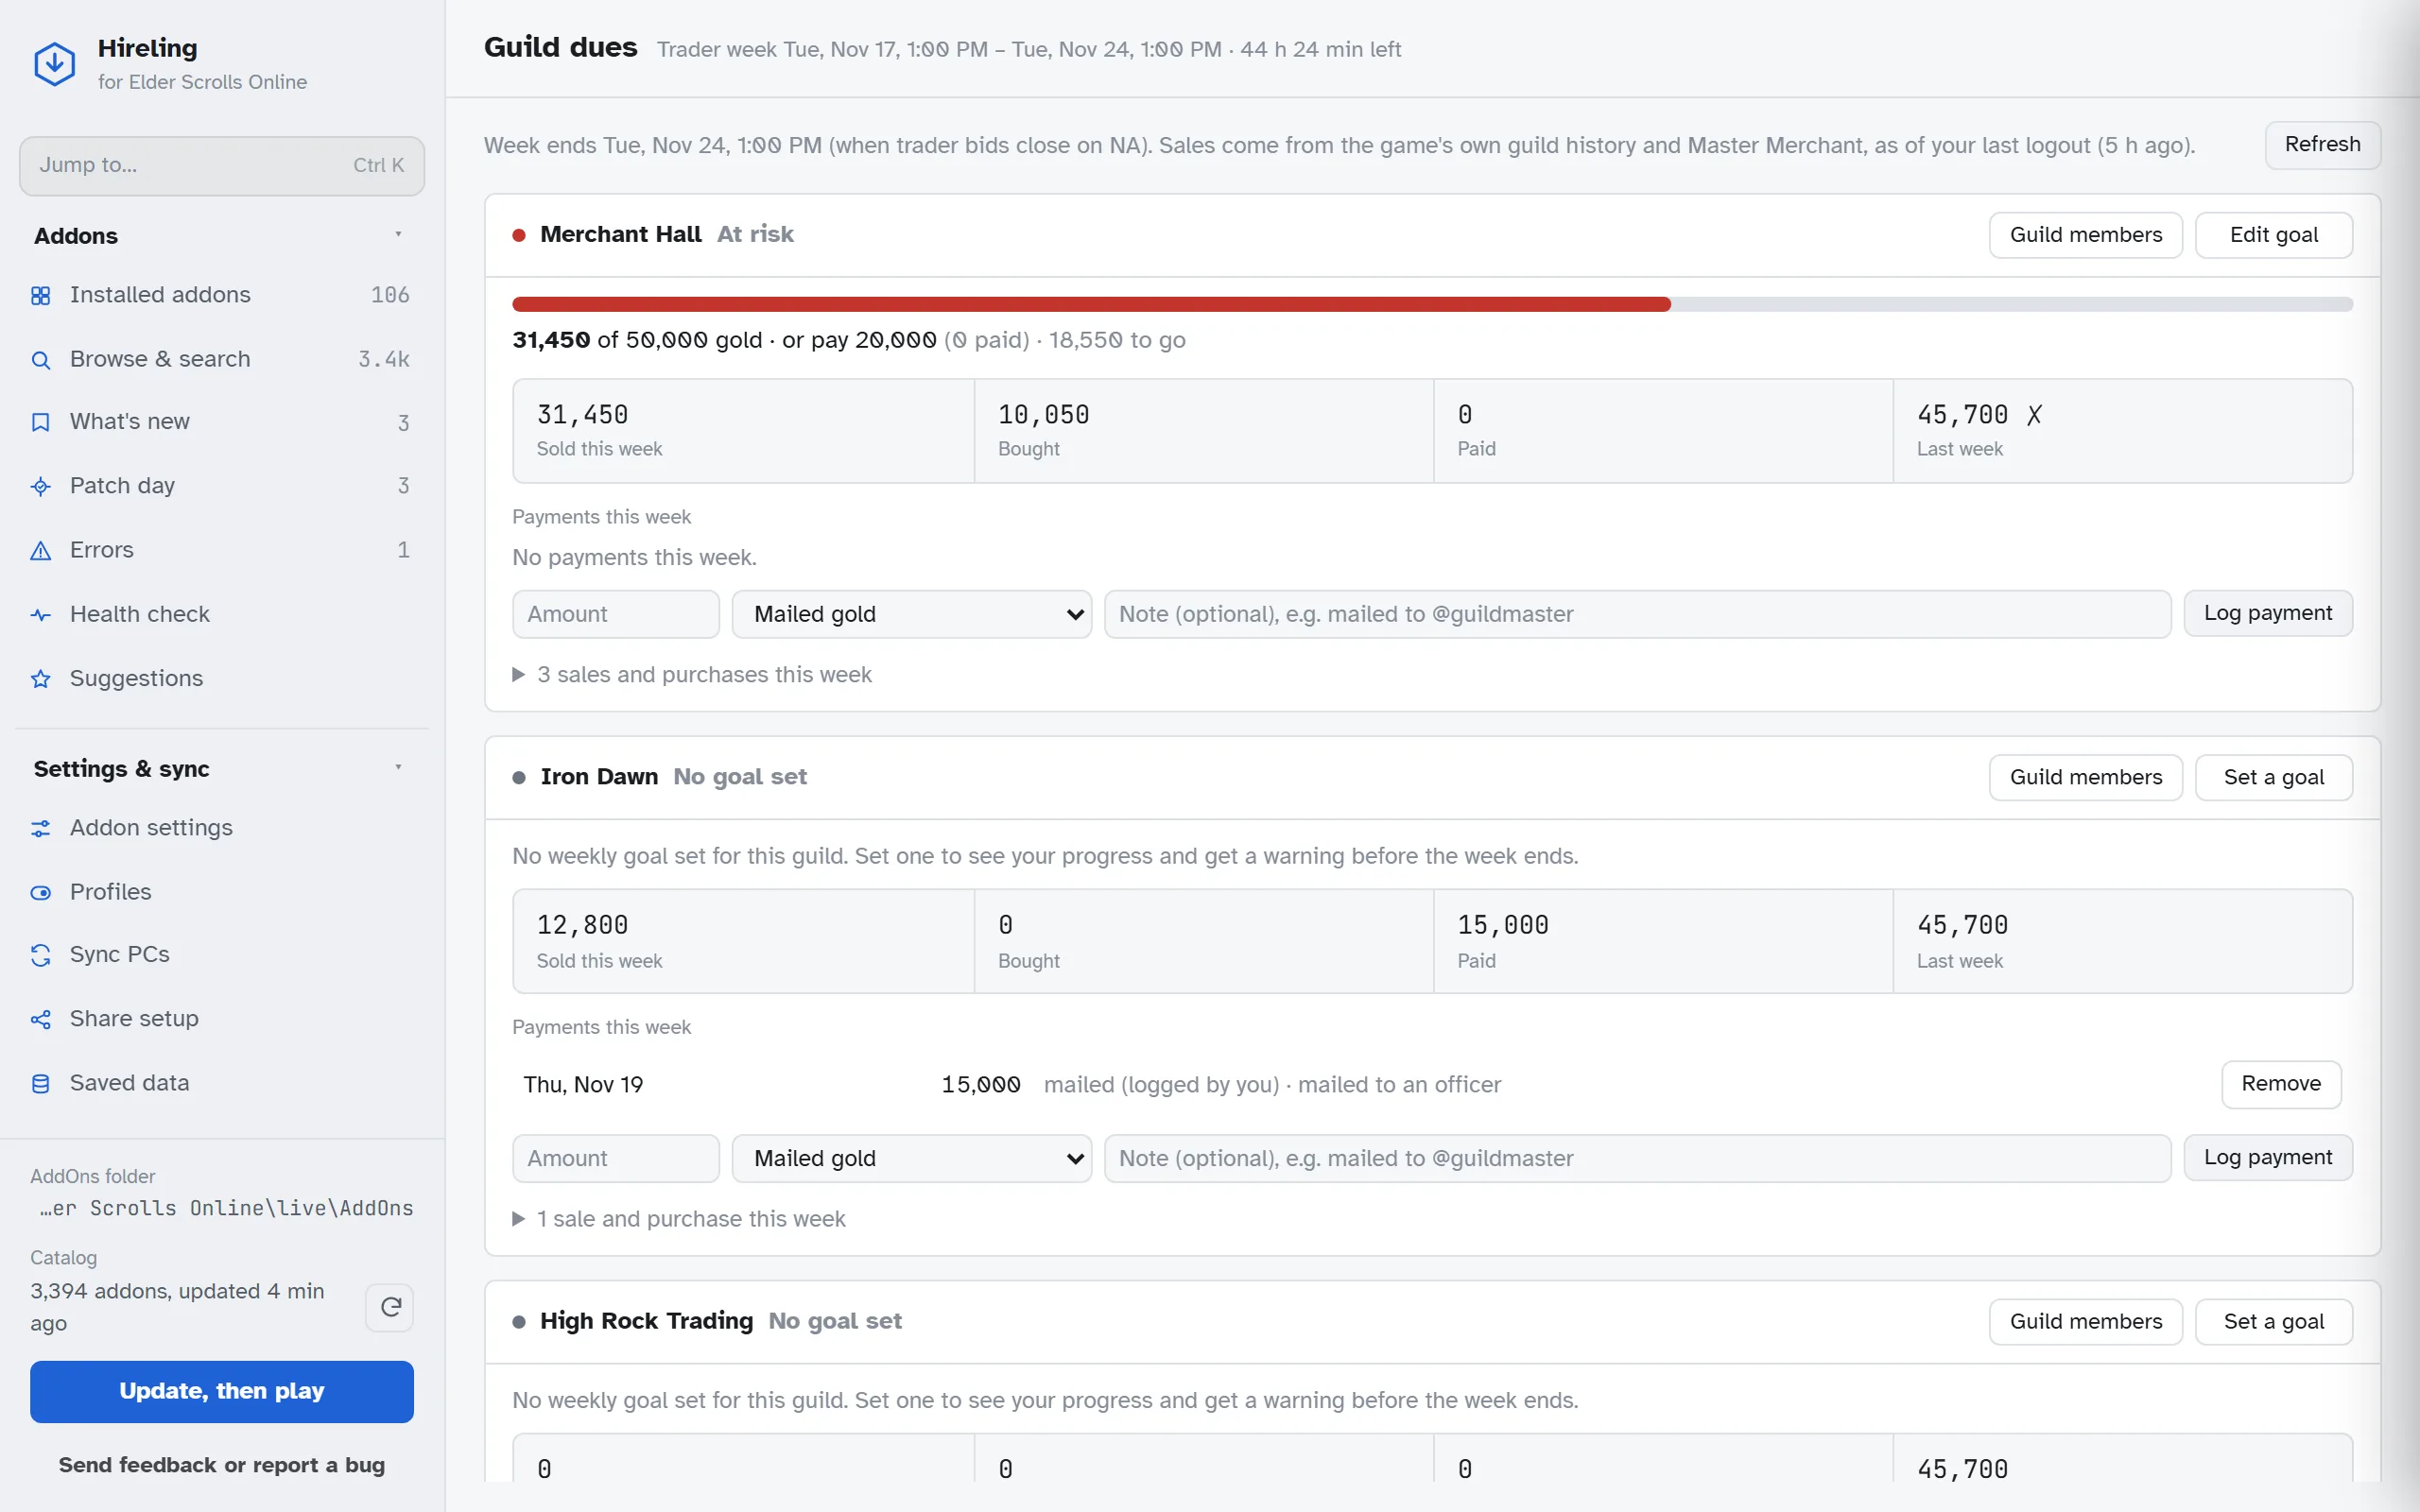 Hireling
for Elder Scrolls Online
Jump to... Ctrl K
Addons
Installed addons 106
Browse & search 3.4k
What's new 3
Patch day 3
Errors 1
Health check
Suggestions
Settings & sync
Addon settings
Profiles
Sync PCs
Share setup
Saved data
AddOns folder
…er Scrolls Online\live\AddOns
Catalog
3,394 addons, updated 4 min
ago
Update, then play
Send feedback or report a bug
Guild dues Trader week Tue, Nov 17, 1:00 PM – Tue, Nov 24, 1:00 PM · 44 h 24 min left
Week ends Tue, Nov 24, 1:00 PM (when trader bids close on NA). Sales come from the game's own guild history and Master Merchant, as of your last logout (5 h ago). Refresh
Merchant Hall At risk Guild members Edit goal
31,450 of 50,000 gold · or pay 20,000 (0 paid) · 18,550 to go
31,450 10,050 0 45,700 ✗
Sold this week Bought Paid Last week
Payments this week
No payments this week.
Amount Mailed gold Note (optional), e.g. mailed to @guildmaster Log payment
3 sales and purchases this week
Iron Dawn No goal set Guild members Set a goal
No weekly goal set for this guild. Set one to see your progress and get a warning before the week ends.
12,800 0 15,000 45,700
Sold this week Bought Paid Last week
Payments this week
Thu, Nov 19 15,000 mailed (logged by you) · mailed to an officer Remove
Amount Mailed gold Note (optional), e.g. mailed to @guildmaster Log payment
1 sale and purchase this week
High Rock Trading No goal set Guild members Set a goal
No weekly goal set for this guild. Set one to see your progress and get a warning before the week ends.
0 0 0 45,700